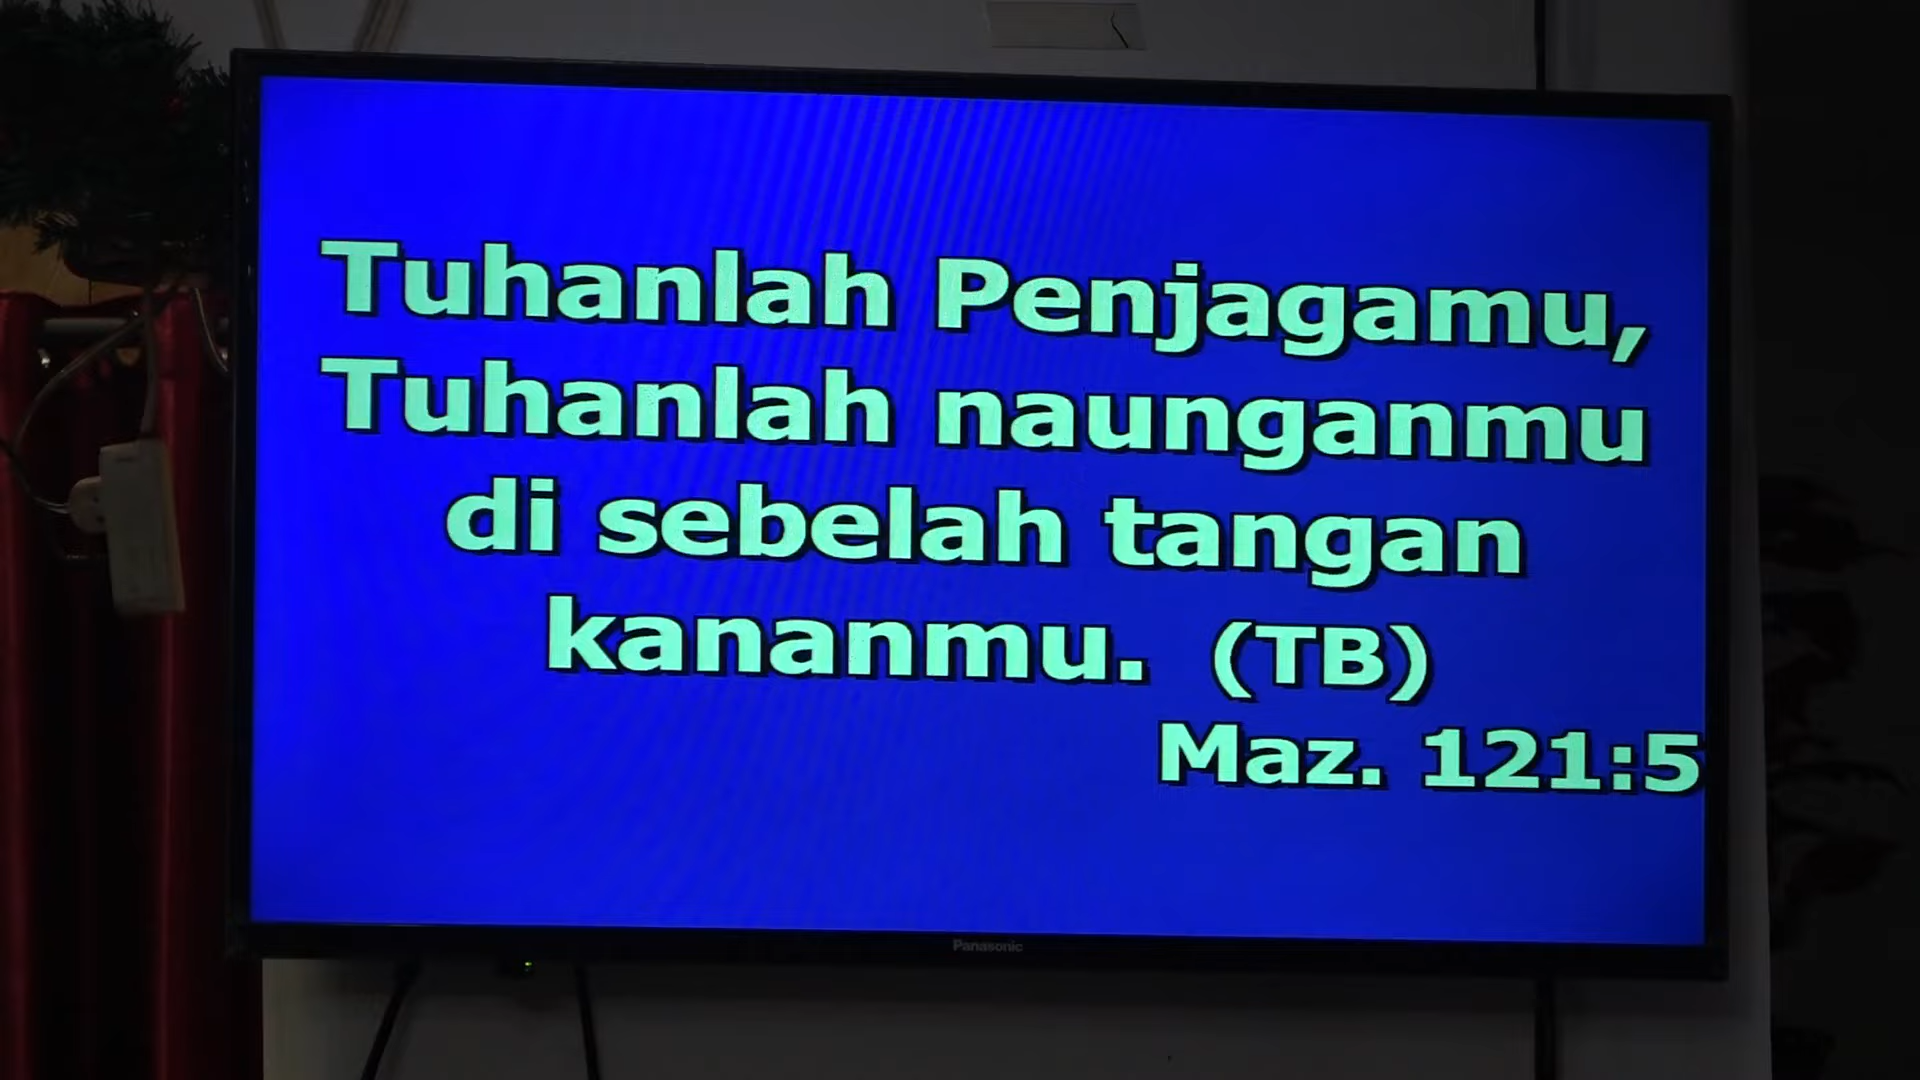 Tuhanlah Penjagamu,
Tuhanlah naunganmu
di sebelah tangan
kananmu. (TB)
Maz. 121:5
Panasonic